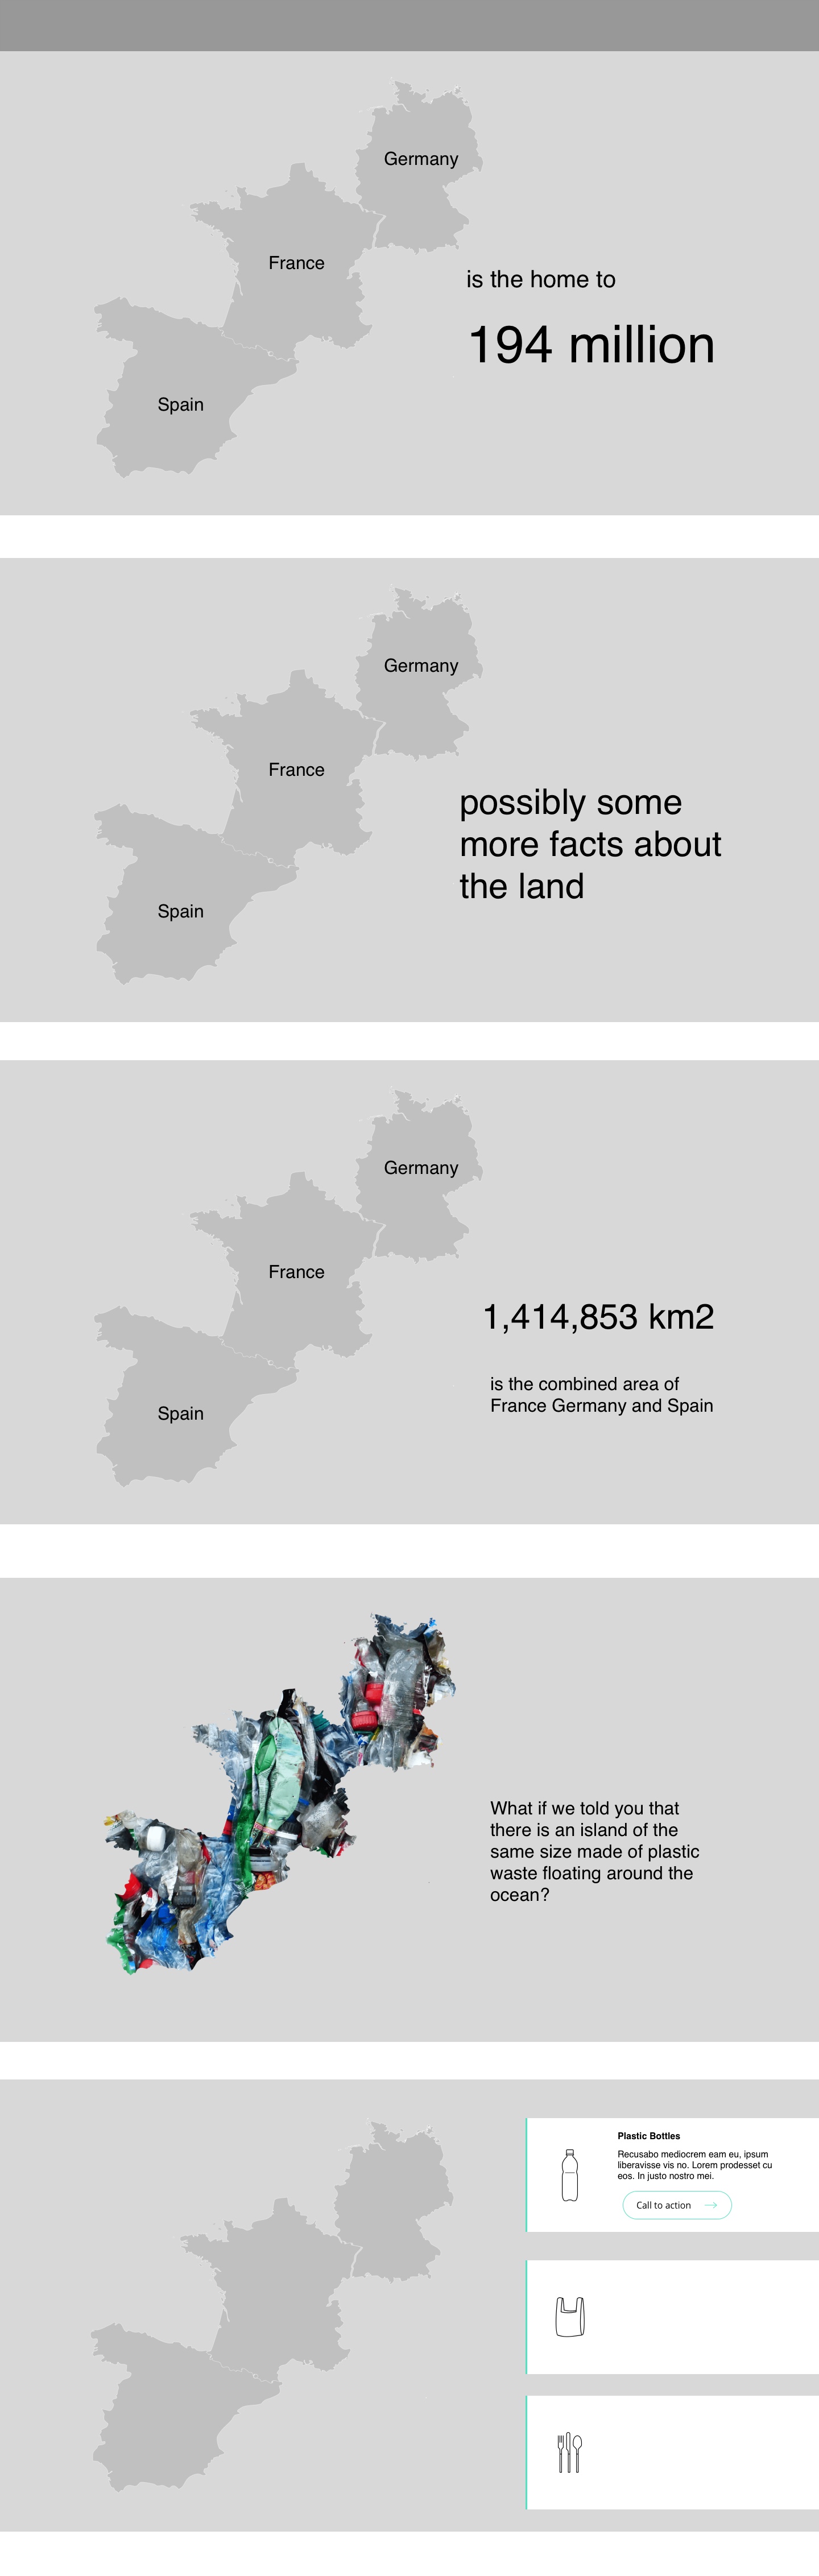 Germany
France
Spain
is the home to
194 million
Germany
France
Spain
possibly some
more facts about
the land
Germany
France
Spain
1,414,853 km2
is the combined area of
France Germany and Spain
What if we told you that
there is an island of the
same size made of plastic
waste floating around the
ocean?
Plastic Bottles
Recusabo mediocrem eam eu, ipsum
liberavisse vis no. Lorem prodesset cu
eos. In justo nostro mei.
Call to action